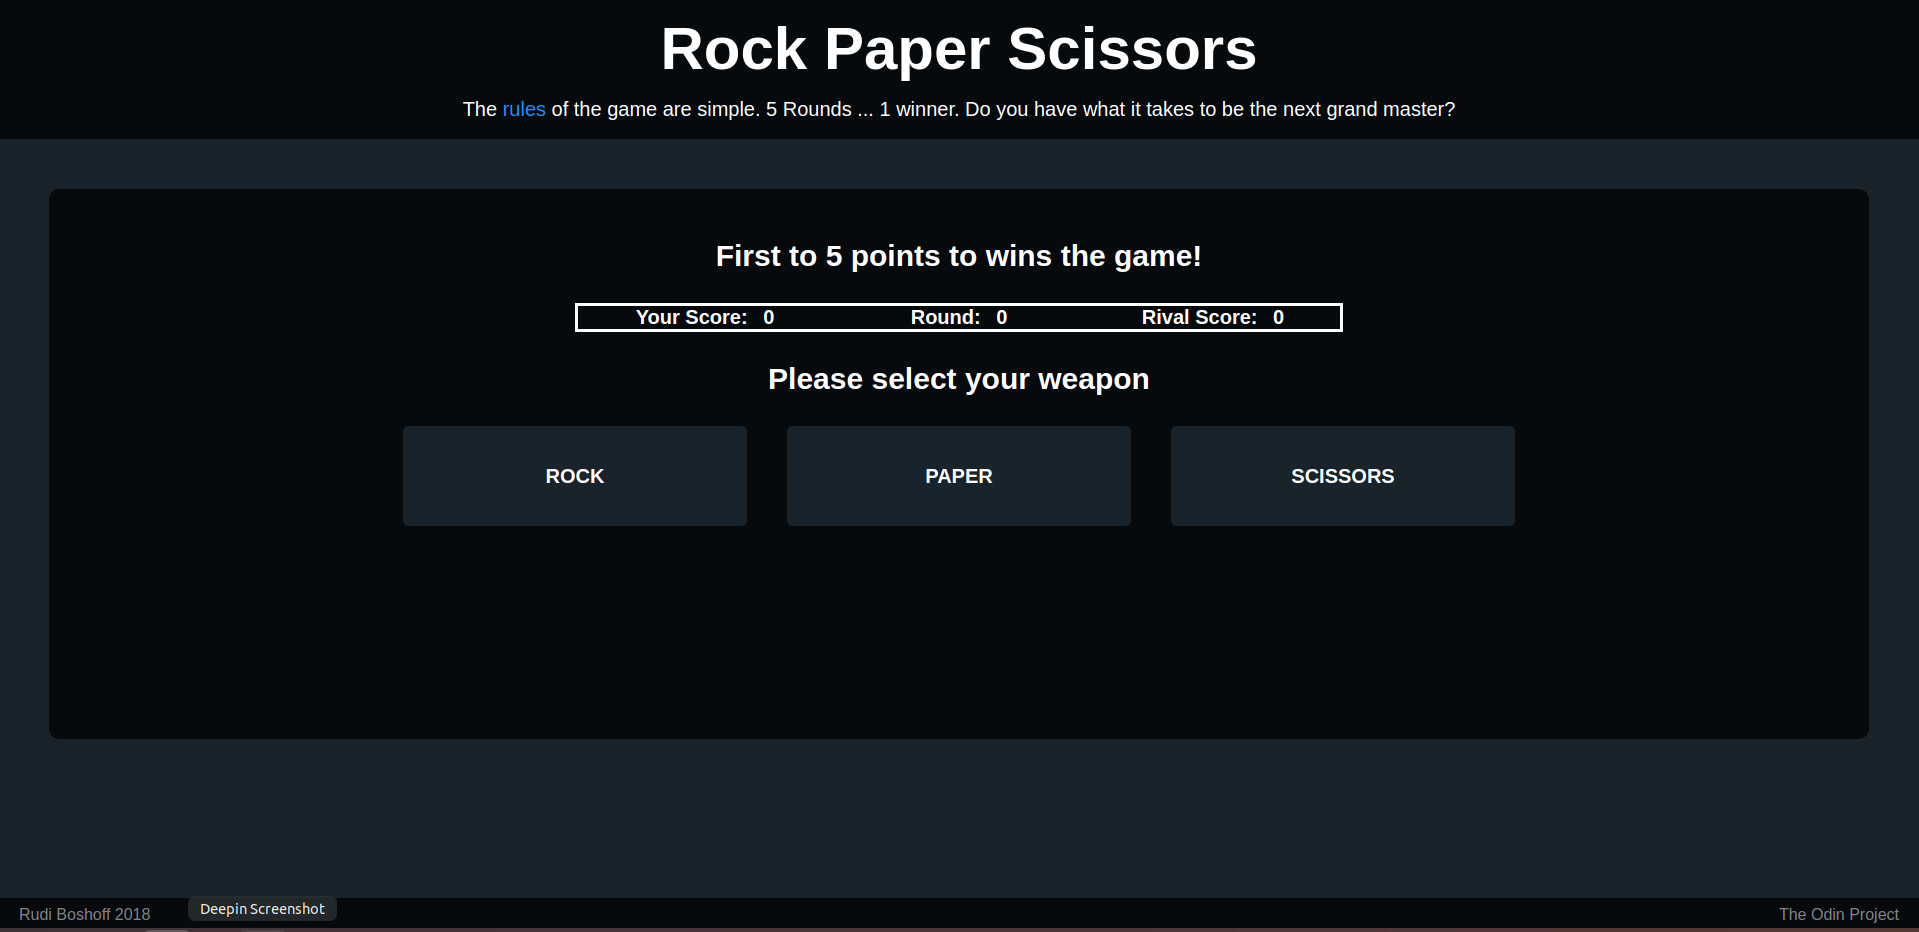 Rock Paper Scissors
The rules of the game are simple. 5 Rounds ... 1 winner. Do you have what it takes to be the next grand master?
First to 5 points to wins the game!
Your Score: 0 Round: 0 Rival Score: 0
Please select your weapon
ROCK PAPER SCISSORS
Rudi Boshoff 2018 Deepin Screenshot The Odin Project